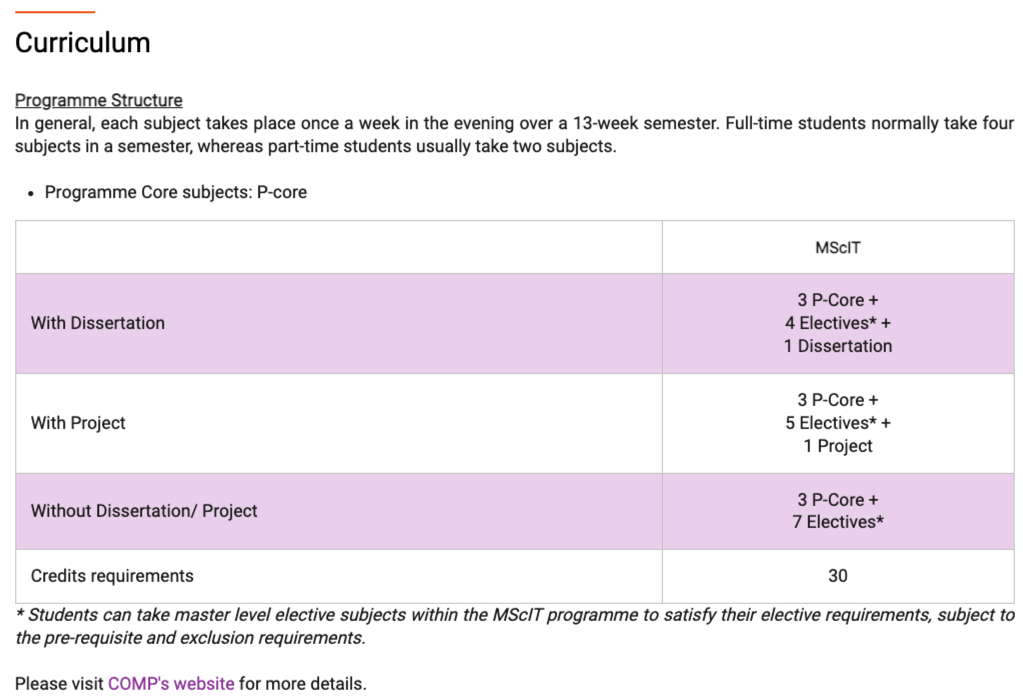 Curriculum
Programme Structure
In general, each subject takes place once a week in the evening over a 13-week semester. Full-time students normally take four
subjects in a semester, whereas part-time students usually take two subjects.
• Programme Core subjects: P-core
MScIT
With Dissertation
3 P-Core +
4 Electives* +
1 Dissertation
With Project
3 P-Core +
5 Electives* +
1 Project
Without Dissertation/ Project
3 P-Core +
7 Electives*
Credits requirements
30
* Students can take master level elective subjects within the MScIT programme to satisfy their elective requirements, subject to
the pre-requisite and exclusion requirements.
Please visit COMP's website for more details.